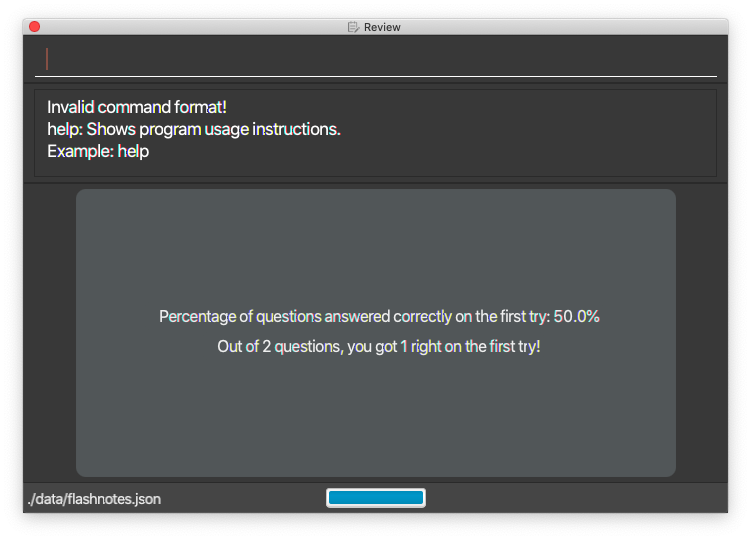 Review
Invalid command format!
help: Shows program usage instructions.
Example: help
Percentage of questions answered correctly on the first try: 50.0%
Out of 2 questions, you got 1 right on the first try!
./data/flashnotes.json